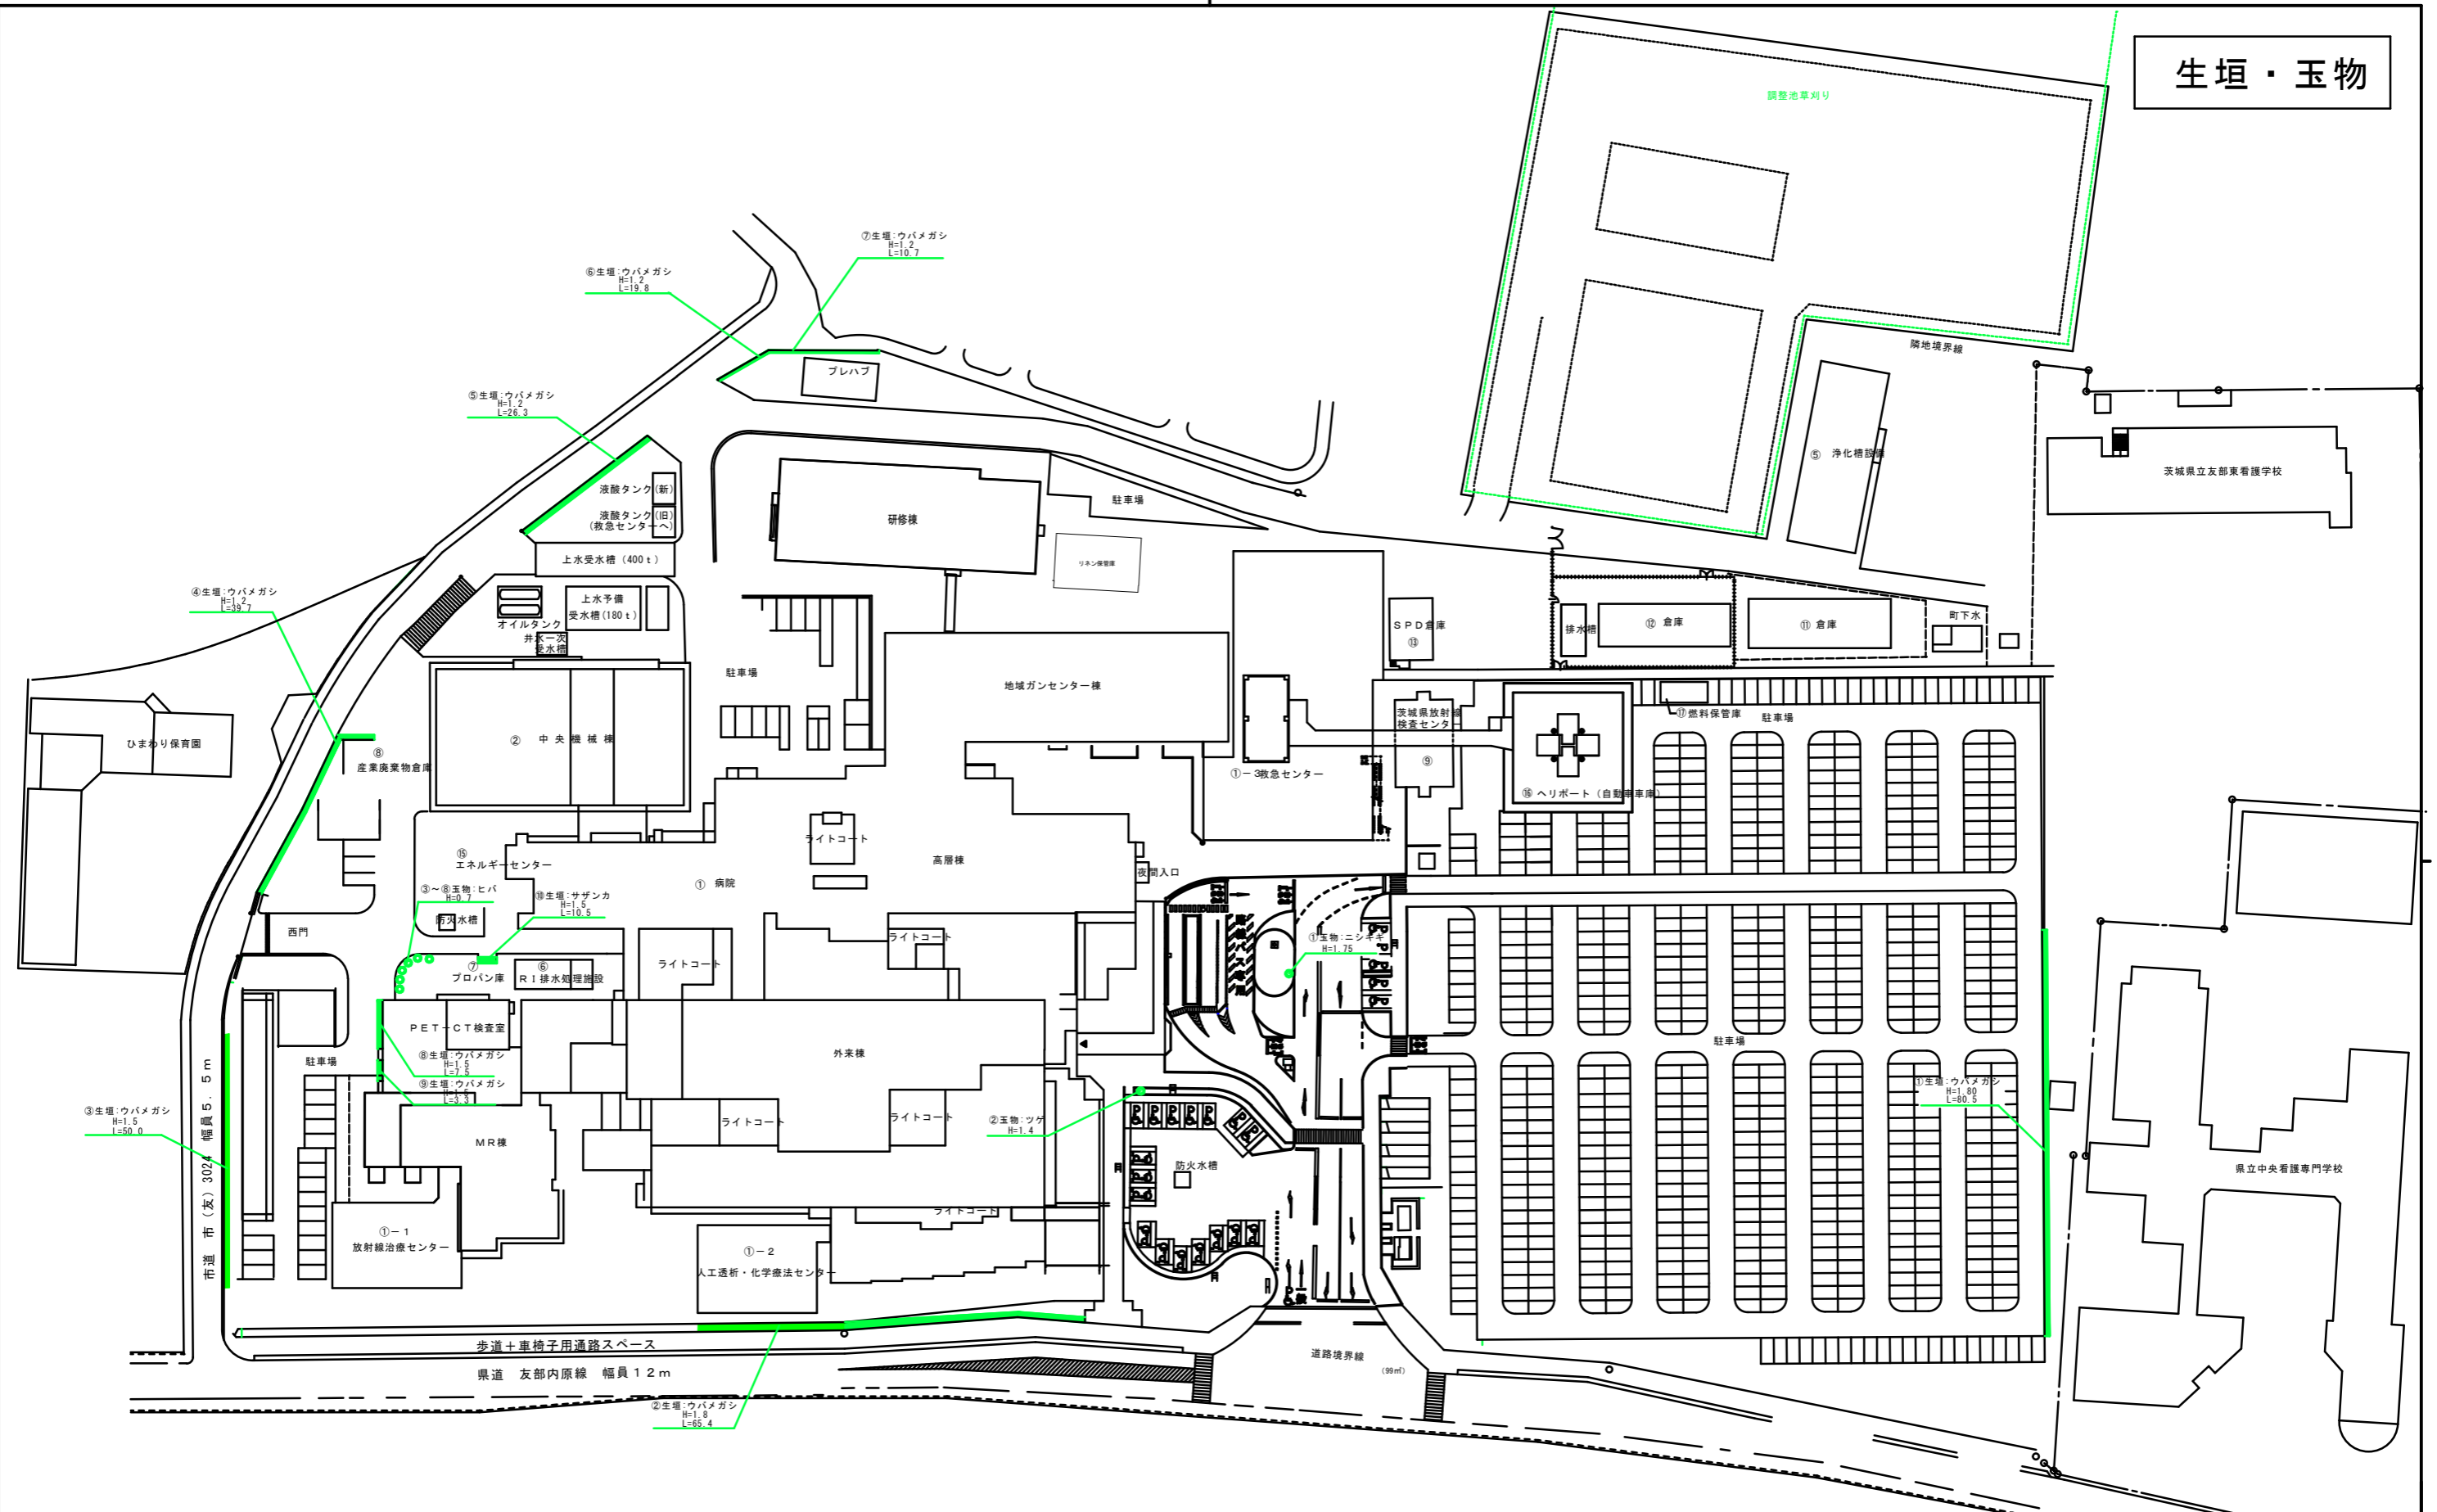 生垣・玉物
調整池草刈り
⑦生垣:ウバメガシ
H=1.2
L=10.7
⑥生垣:ウバメガシ
H=1.2
L=19.8
プレハブ
隣地境界線
⑤生垣:ウバメガシ
H=1.2
L=26.3
⑤ 浄化槽設備
茨城県立友部東看護学校
液酸タンク(新)
液酸タンク(旧)
(救急センターへ)
駐車場
研修棟
上水受水槽(400t)
リネン保管庫
④生垣:ウバメガシ
H=1.2
L=39.7
上水予備
受水槽(180t)
オイルタンク
井水一次
受水槽
SPD倉庫
⑬
排水槽
⑫ 倉庫
⑪ 倉庫
町下水
駐車場
地域ガンセンター棟
茨城県放射線
検査センター
⑰燃料保管庫
駐車場
ひまわり保育園
⑧
産業廃棄物倉庫
② 中央機械棟
①-3救急センター
⑨
⑯ ヘリポート(自動車車庫)
ライトコート
⑮
エネルギーセンター
高層棟
① 病院
夜間入口
③~⑧玉物:ヒバ
H=0.7
⑩生垣:サザンカ
H=1.5
L=10.5
防火水槽
西門
ライトコート
路線バス専用
①玉物:ニシキギ
H=1.75
ライトコート
⑦
プロパン庫
⑥
RI排水処理施設
PET-CT検査室
外来棟
駐車場
駐車場
⑧生垣:ウバメガシ
H=1.5
L=7.5
⑨生垣:ウバメガシ
H=1.5
L=3.3
①生垣:ウバメガシ
H=1.80
L=80.5
③生垣:ウバメガシ
H=1.5
L=50.0
②玉物:ツゲ
H=1.4
ライトコート
ライトコート
MR棟
防火水槽
県立中央看護専門学校
市道 市(友)3024 幅員5.5m
ライトコート
①-1
放射線治療センター
①-2
人工透析・化学療法センター
歩道+車椅子用通路スペース
道路境界線
(99㎡)
県道 友部内原線 幅員12m
②生垣:ウバメガシ
H=1.8
L=65.4